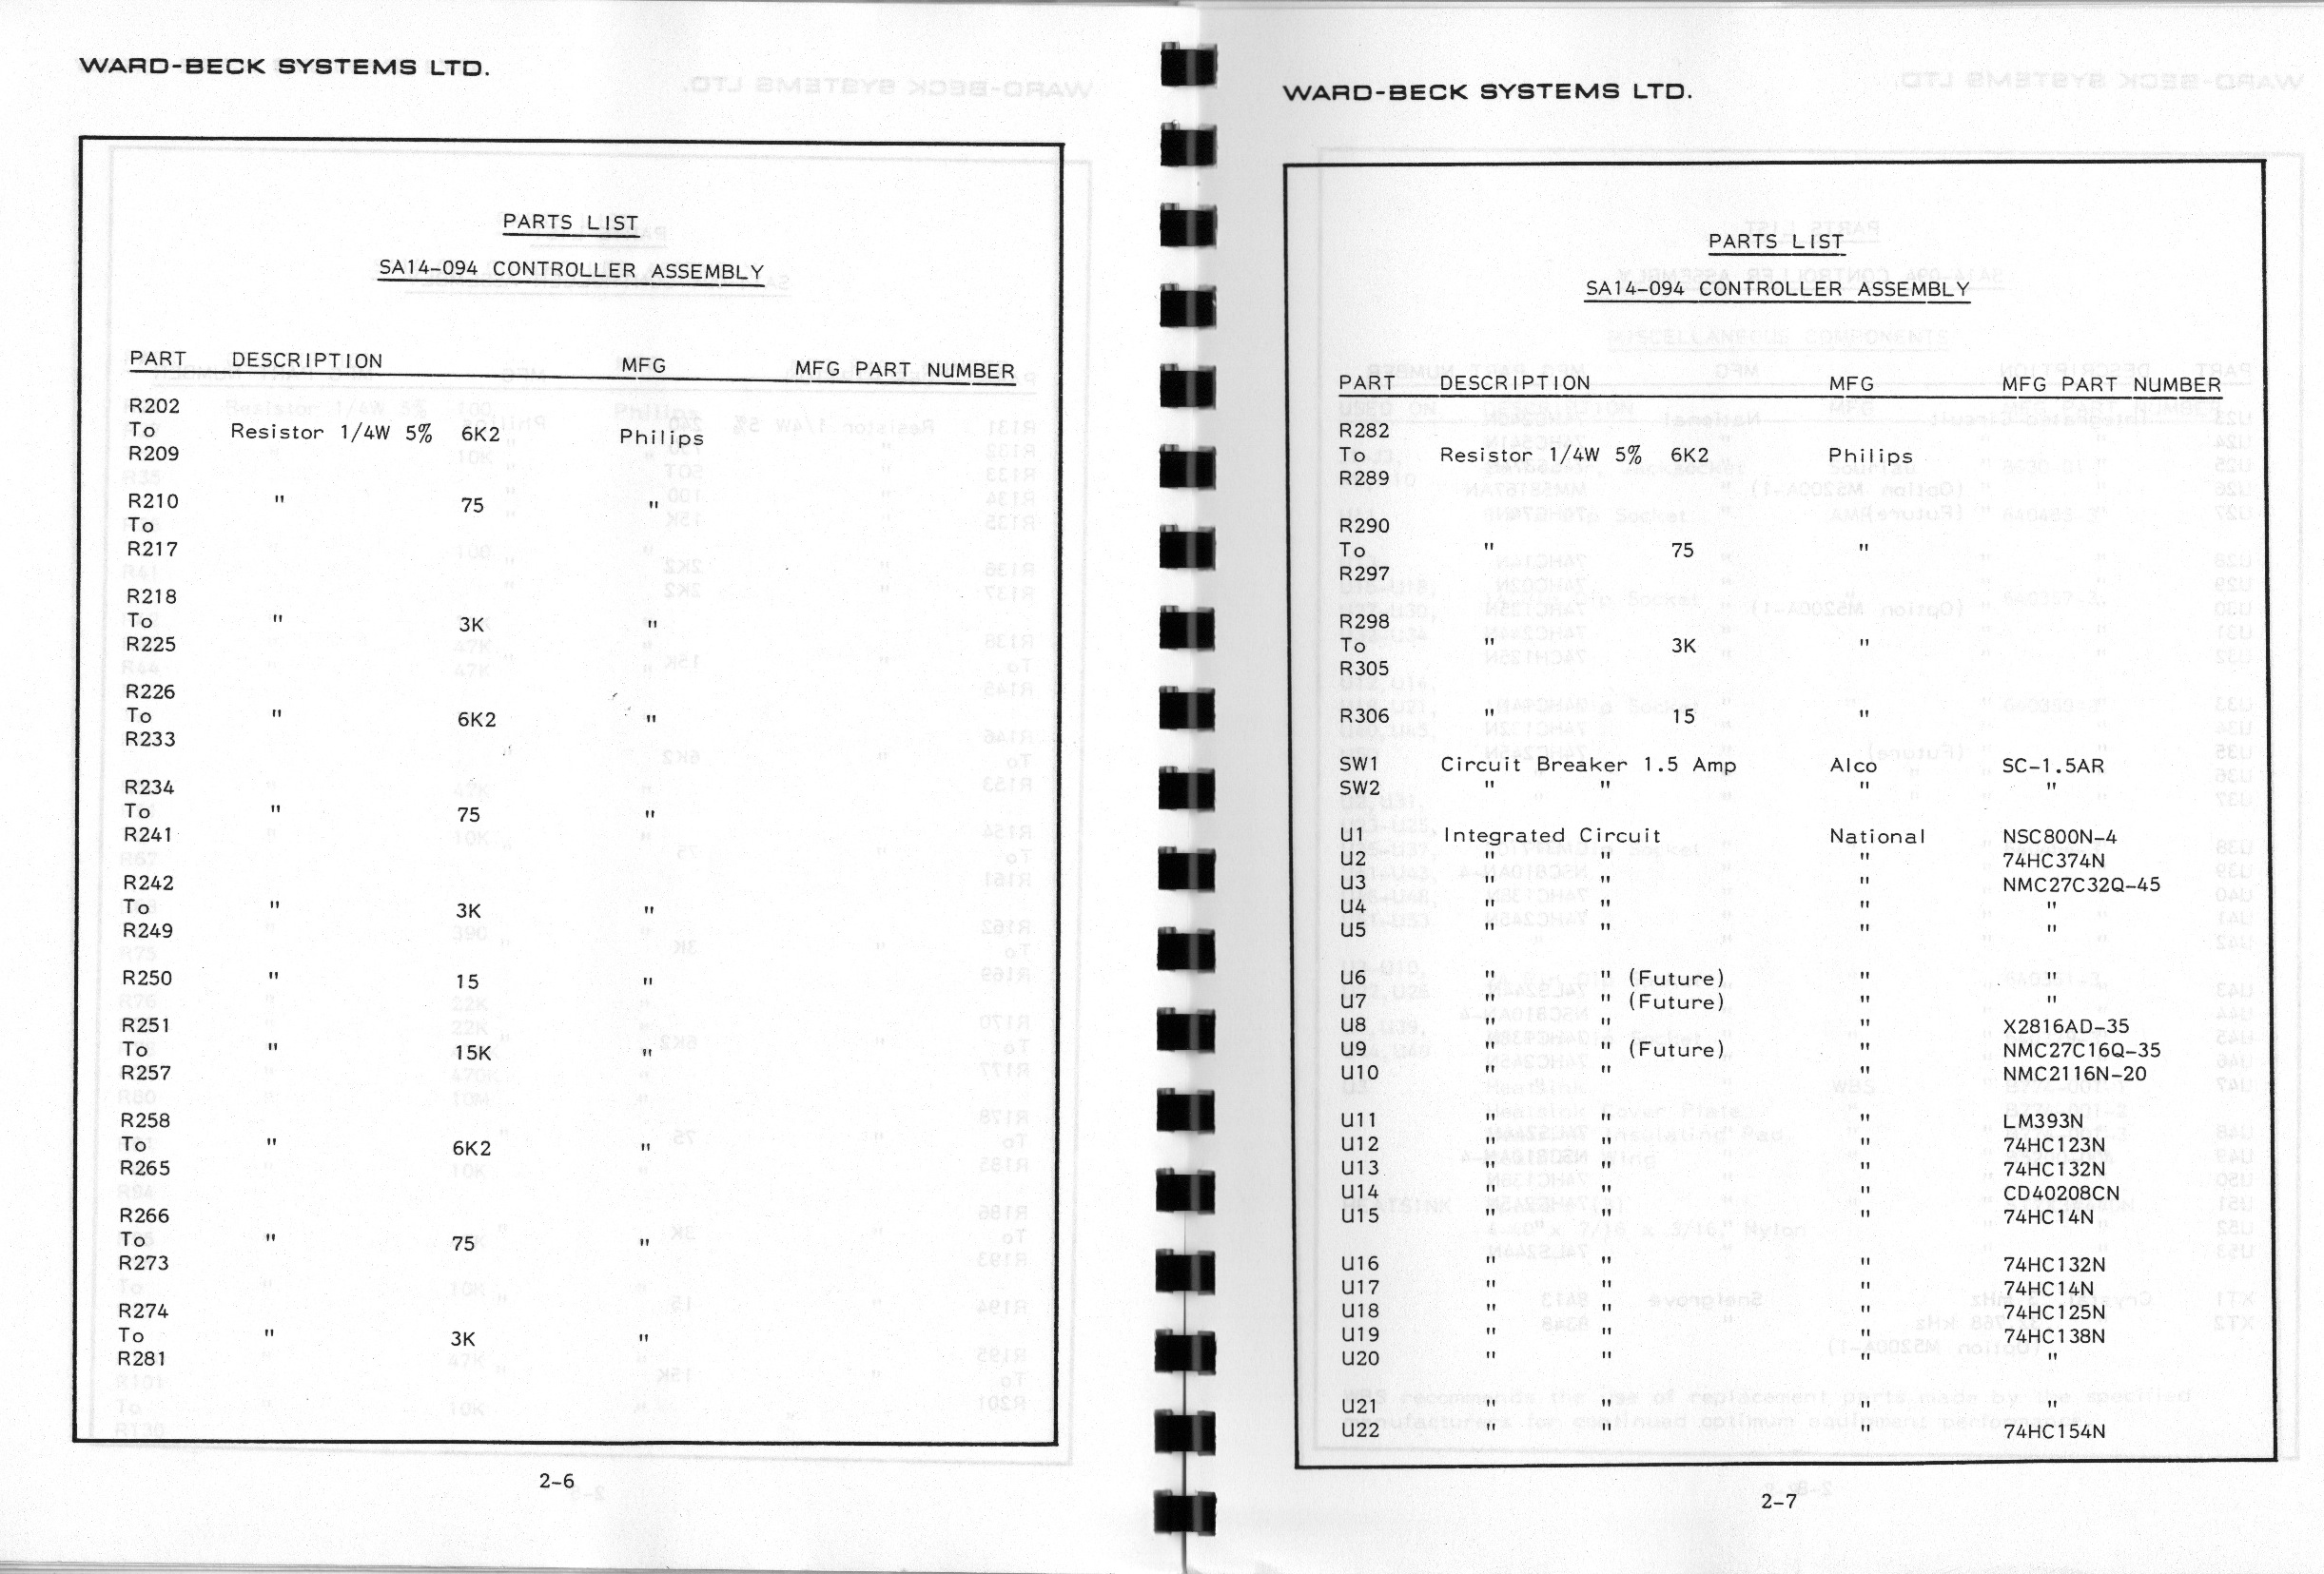 WARD-BECK SYSTEMS LTD.
PARTS LIST
SA14-094 CONTROLLER ASSEMBLY
PART DESCRIPTION MFG MFG PART NUMBER
R202
To Resistor 1/4W 5% 6K2 Philips
R209
R210 " 75 "
To
R217
R218
To " 3K "
R225
R226
To " 6K2 "
R233
R234
To " 75 "
R241
R242
To " 3K "
R249
R250 " 15 "
R251
To " 15K "
R257
R258
To " 6K2 "
R265
R266
To " 75 "
R273
R274
To " 3K "
R281
2-6
WARD-BECK SYSTEMS LTD.
PARTS LIST
SA14-094 CONTROLLER ASSEMBLY
PART DESCRIPTION MFG MFG PART NUMBER
R282
To Resistor 1/4W 5% 6K2 Philips
R289
R290
To " 75 "
R297
R298
To " 3K "
R305
R306 " 15 "
SW1 Circuit Breaker 1.5 Amp Alco SC-1.5AR
SW2 " " " "
U1 Integrated Circuit National NSC800N-4
U2 " " " 74HC374N
U3 " " " NMC27C32Q-45
U4 " " " "
U5 " " " "
U6 " " (Future) " "
U7 " " (Future) " "
U8 " " " X2816AD-35
U9 " " (Future) " NMC27C16Q-35
U10 " " " NMC2116N-20
U11 " " " LM393N
U12 " " " 74HC123N
U13 " " " 74HC132N
U14 " " " CD40208CN
U15 " " " 74HC14N
U16 " " " 74HC132N
U17 " " " 74HC14N
U18 " " " 74HC125N
U19 " " " 74HC138N
U20 " " " "
U21 " " " "
U22 " " " 74HC154N
2-7